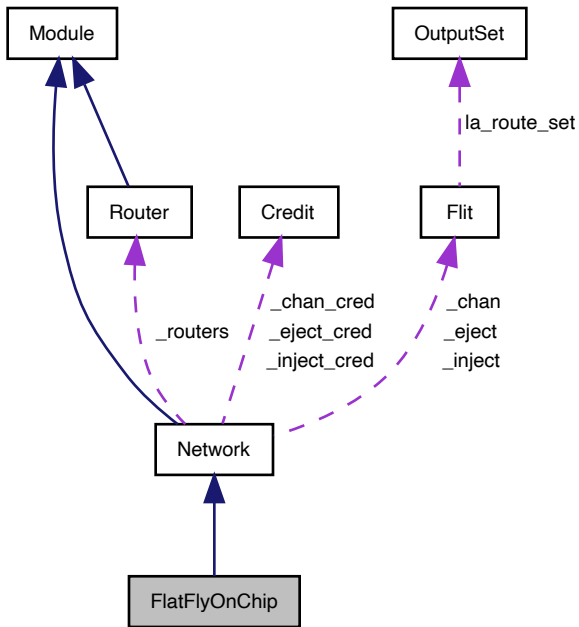 Module
OutputSet
la_route_set
Router
Credit
Flit
_routers
_chan_cred
_eject_cred
_inject_cred
_chan
_eject
_inject
Network
FlatFlyOnChip